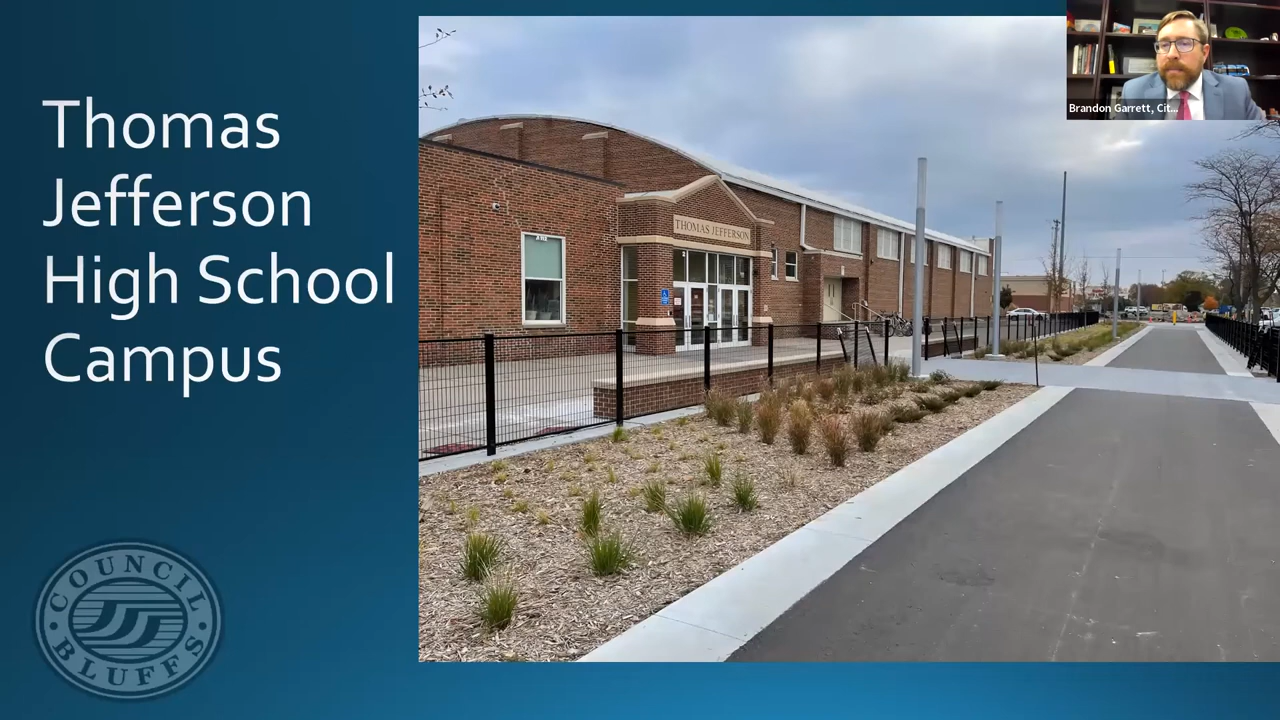 Thomas
Jefferson
High School
Campus
THOMAS JEFFERSON
Brandon Garrett, Cit...
COUNCIL
BLUFFS